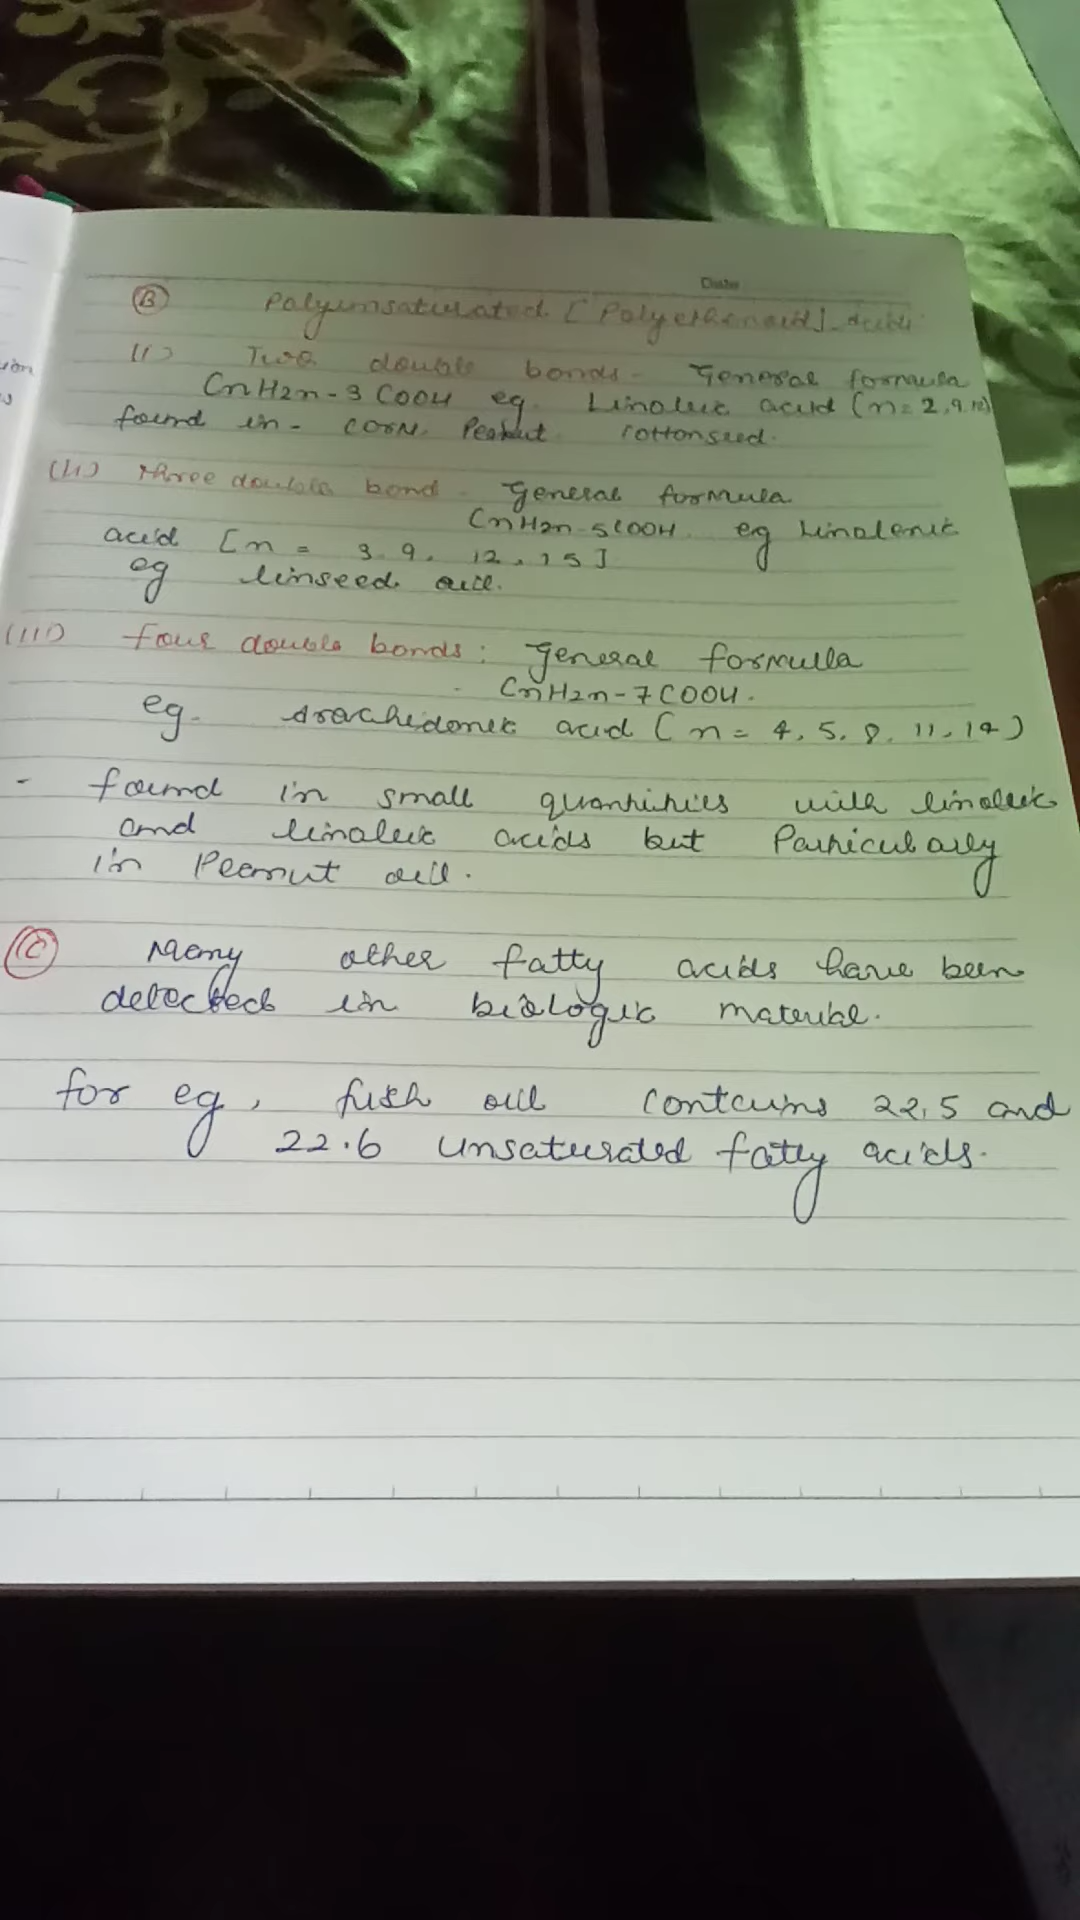 Date
(B) Polyunsaturated [Polyethenoid] acids
(i) Two double bonds - General formula
CnH2n-3COOH eg. Linoleic acid (n=2,9,12)
found in - corn, Peanut, cottonseed.
(ii) three double bond - General formula
CnH2n-5COOH eg Linolenic
acid [n = 3, 9, 12, 15]
eg linseed oil.
(iii) four double bonds: General formulla
CnH2n-7COOH.
eg. Arachidonic acid (n = 4, 5, 8, 11, 14)
- found in small quantities with linoleic
and linoleic acids but Particularly
in Peanut oil.
(C) Many other fatty acids have been
detected in biologic material.
for eg, fish oil contains 22,5 and
22.6 unsaturated fatty acids.